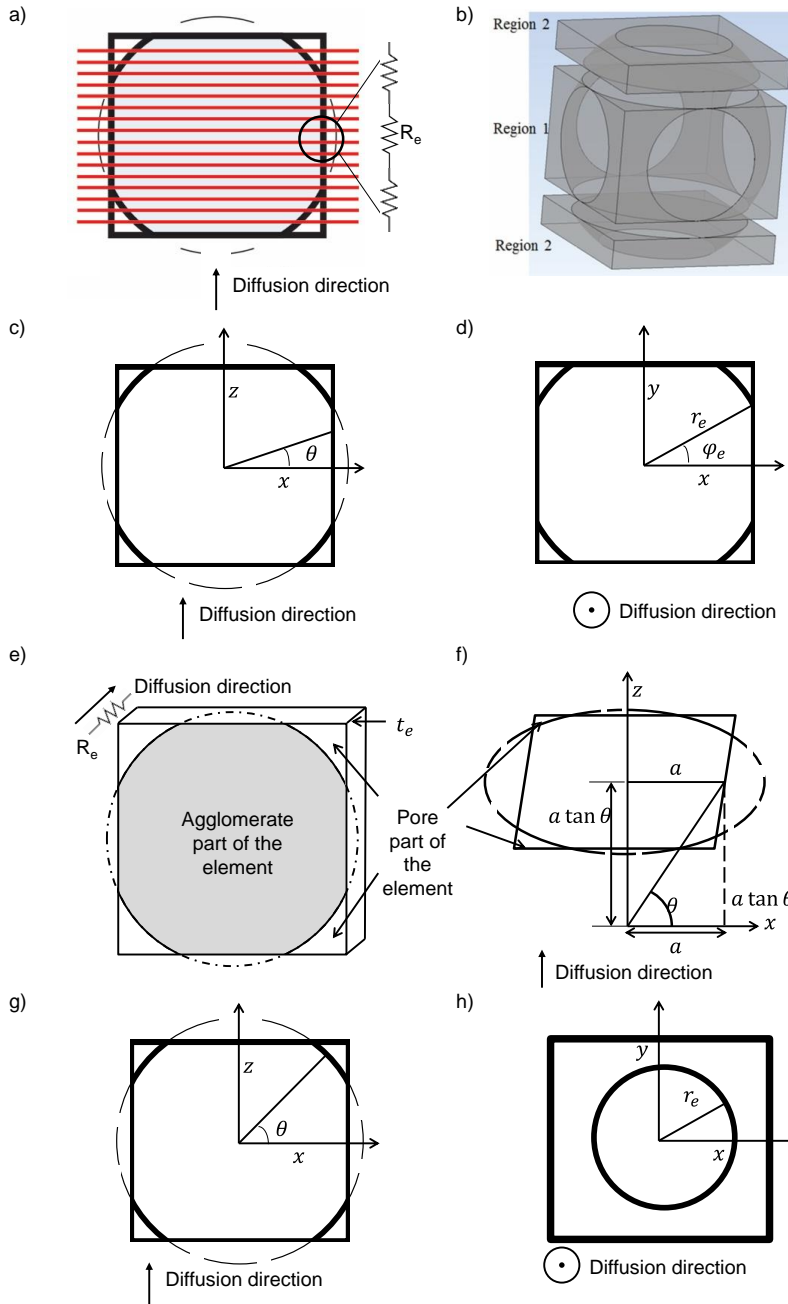 a)
R_e
Diffusion direction
b)
Region 2
Region 1
Region 2
c)
z
θ
x
Diffusion direction
d)
y
r_e
φ_e
x
Diffusion direction
e)
Diffusion direction
R_e
t_e
Agglomerate
part of the
element
Pore
part of
the
element
f)
z
a
a tan θ
a tan θ
θ
x
a
Diffusion direction
g)
z
θ
x
Diffusion direction
h)
y
r_e
x
Diffusion direction